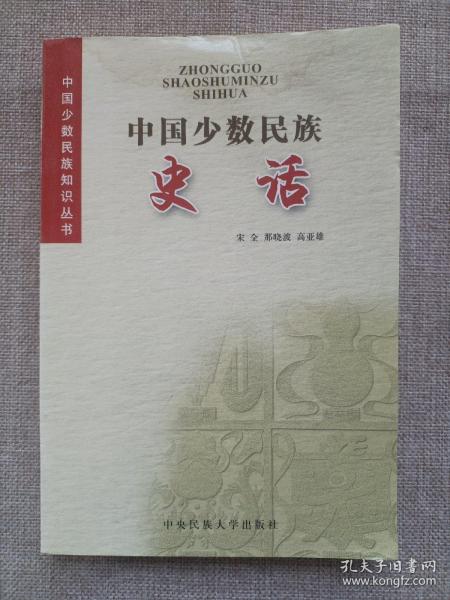 ZHONGGUO
SHAOSHUMINZU
SHIHUA
中国少数民族
史话
宋全 那晓波 高亚雄
中国少数民族知识丛书
中央民族大学出版社
孔夫子旧书网
www.kongfz.com